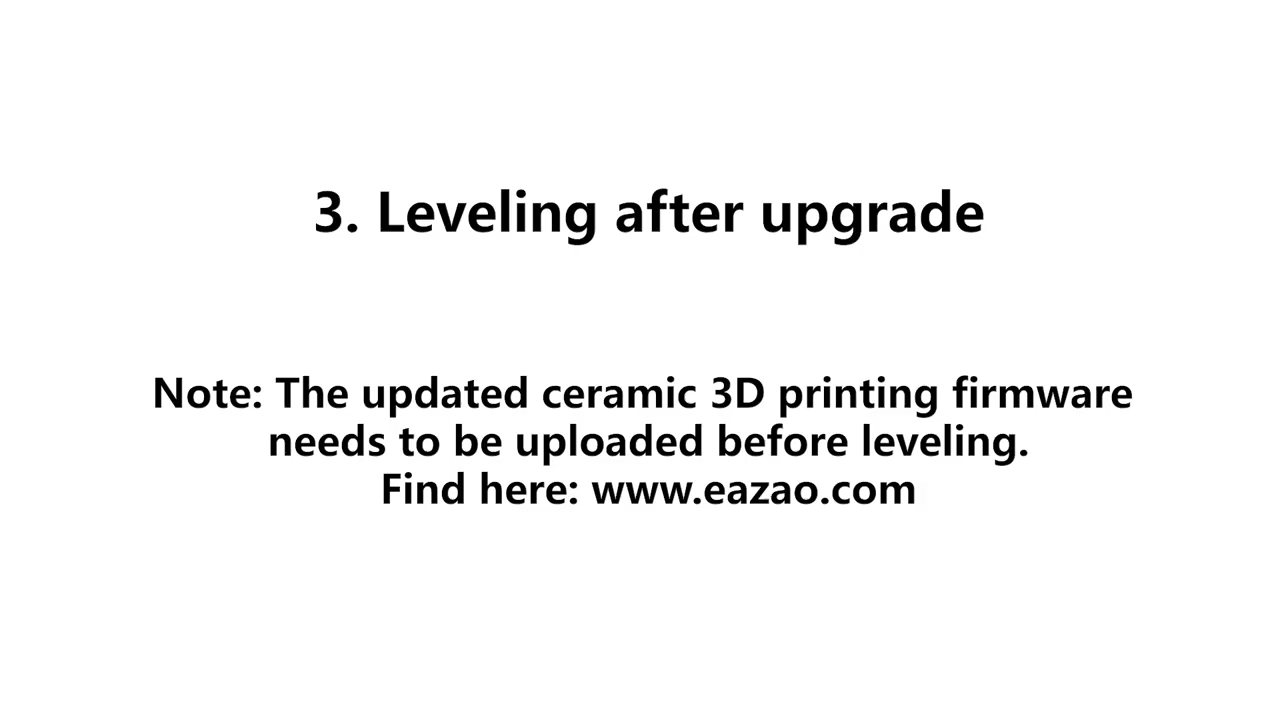 3. Leveling after upgrade
Note: The updated ceramic 3D printing firmware
needs to be uploaded before leveling.
Find here: www.eazao.com